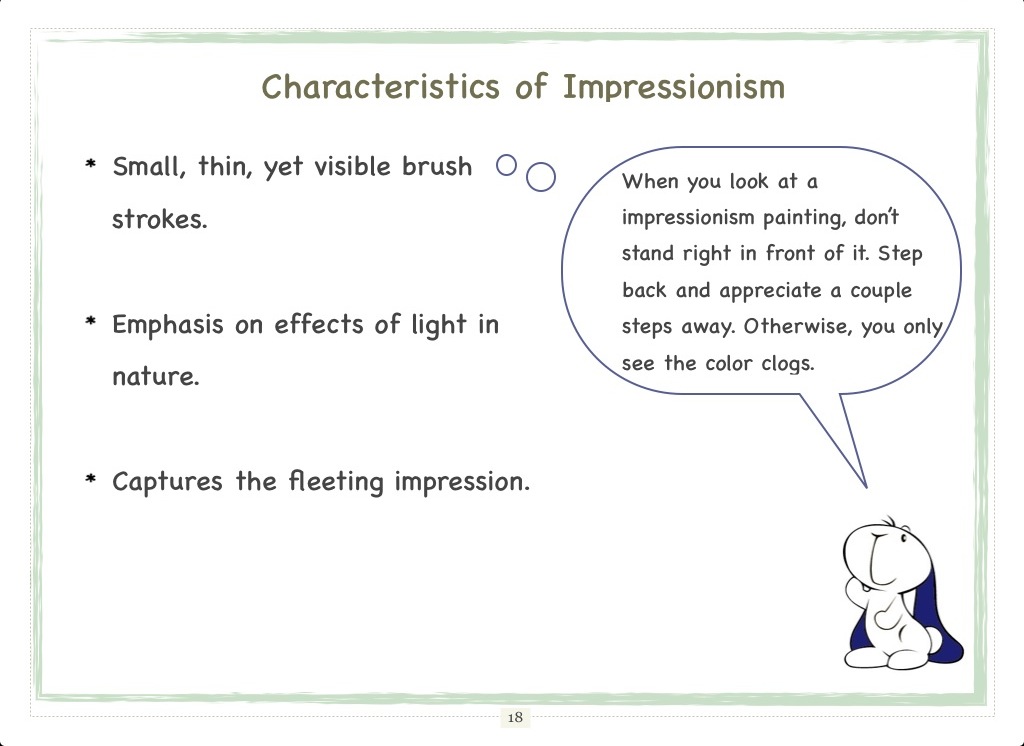 Characteristics of Impressionism
* Small, thin, yet visible brush
strokes.
* Emphasis on effects of light in
nature.
* Captures the fleeting impression.
When you look at a
impressionism painting, don't
stand right in front of it. Step
back and appreciate a couple
steps away. Otherwise, you only
see the color clogs.
18